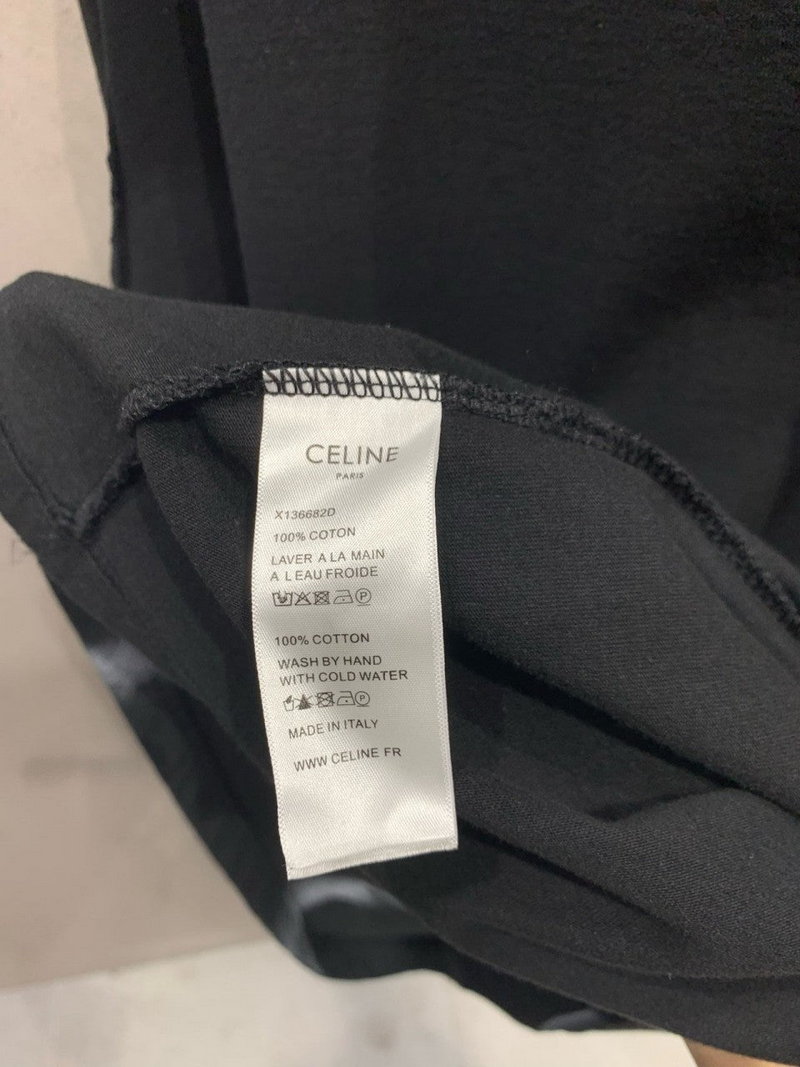 CELINE
PARIS
X136682D
100% COTON
LAVER A LA MAIN
A L EAU FROIDE
P
100% COTTON
WASH BY HAND
WITH COLD WATER
P
MADE IN ITALY
WWW CELINE FR